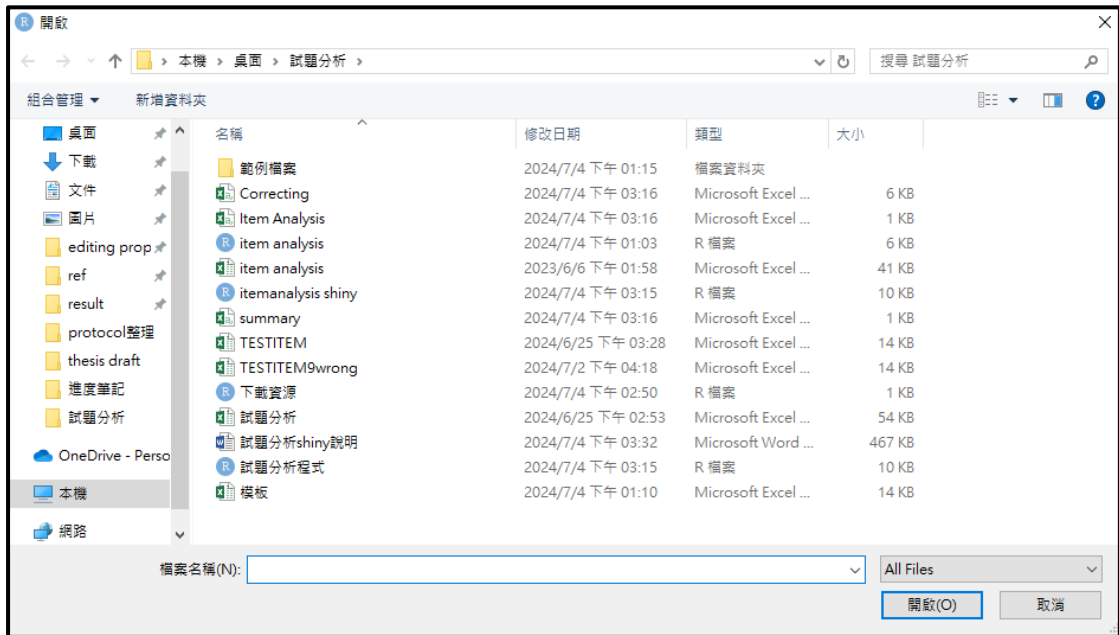 開啟
本機 › 桌面 › 試題分析 ›
搜尋 試題分析
組合管理 新增資料夾
名稱 修改日期 類型 大小
桌面
下載
文件
圖片
editing prop
ref
result
protocol整理
thesis draft
進度筆記
試題分析
OneDrive - Perso
本機
網路
範例檔案 2024/7/4 下午 01:15 檔案資料夾
Correcting 2024/7/4 下午 03:16 Microsoft Excel ... 6 KB
Item Analysis 2024/7/4 下午 03:16 Microsoft Excel ... 1 KB
item analysis 2024/7/4 下午 01:03 R 檔案 6 KB
item analysis 2023/6/6 下午 01:58 Microsoft Excel ... 41 KB
itemanalysis shiny 2024/7/4 下午 03:15 R 檔案 10 KB
summary 2024/7/4 下午 03:16 Microsoft Excel ... 1 KB
TESTITEM 2024/6/25 下午 03:28 Microsoft Excel ... 14 KB
TESTITEM9wrong 2024/7/2 下午 04:18 Microsoft Excel ... 14 KB
下載資源 2024/7/4 下午 02:50 R 檔案 1 KB
試題分析 2024/6/25 下午 02:53 Microsoft Excel ... 54 KB
試題分析shiny說明 2024/7/4 下午 03:32 Microsoft Word ... 467 KB
試題分析程式 2024/7/4 下午 03:15 R 檔案 10 KB
模板 2024/7/4 下午 01:10 Microsoft Excel ... 14 KB
檔案名稱(N): All Files
開啟(O) 取消